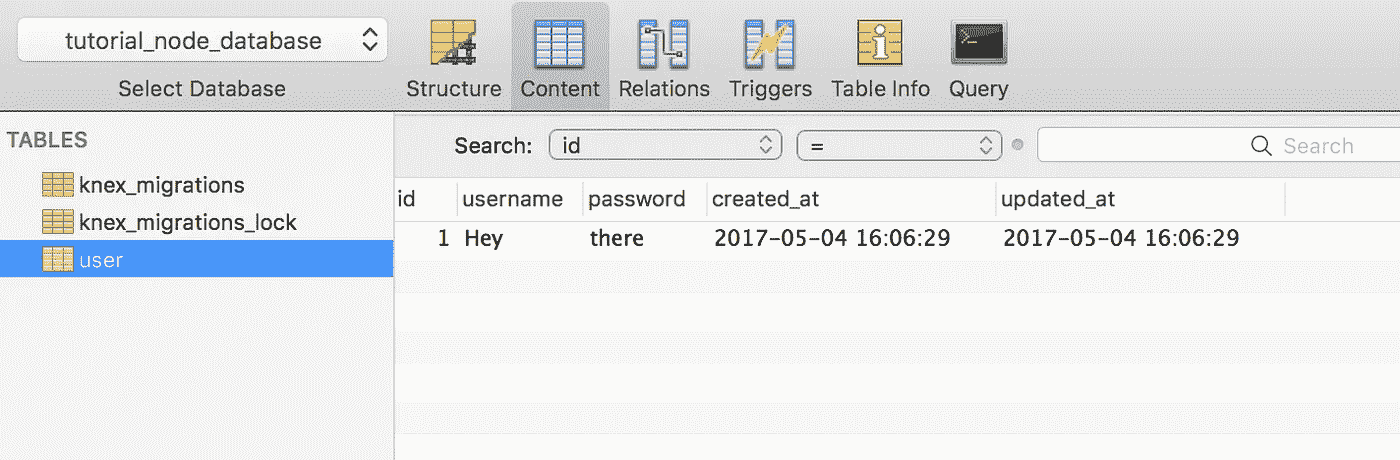 tutorial_node_database
Select Database
Structure Content Relations Triggers Table Info Query
TABLES
knex_migrations
knex_migrations_lock
user
Search: id = Search
id username password created_at updated_at
1 Hey there 2017-05-04 16:06:29 2017-05-04 16:06:29